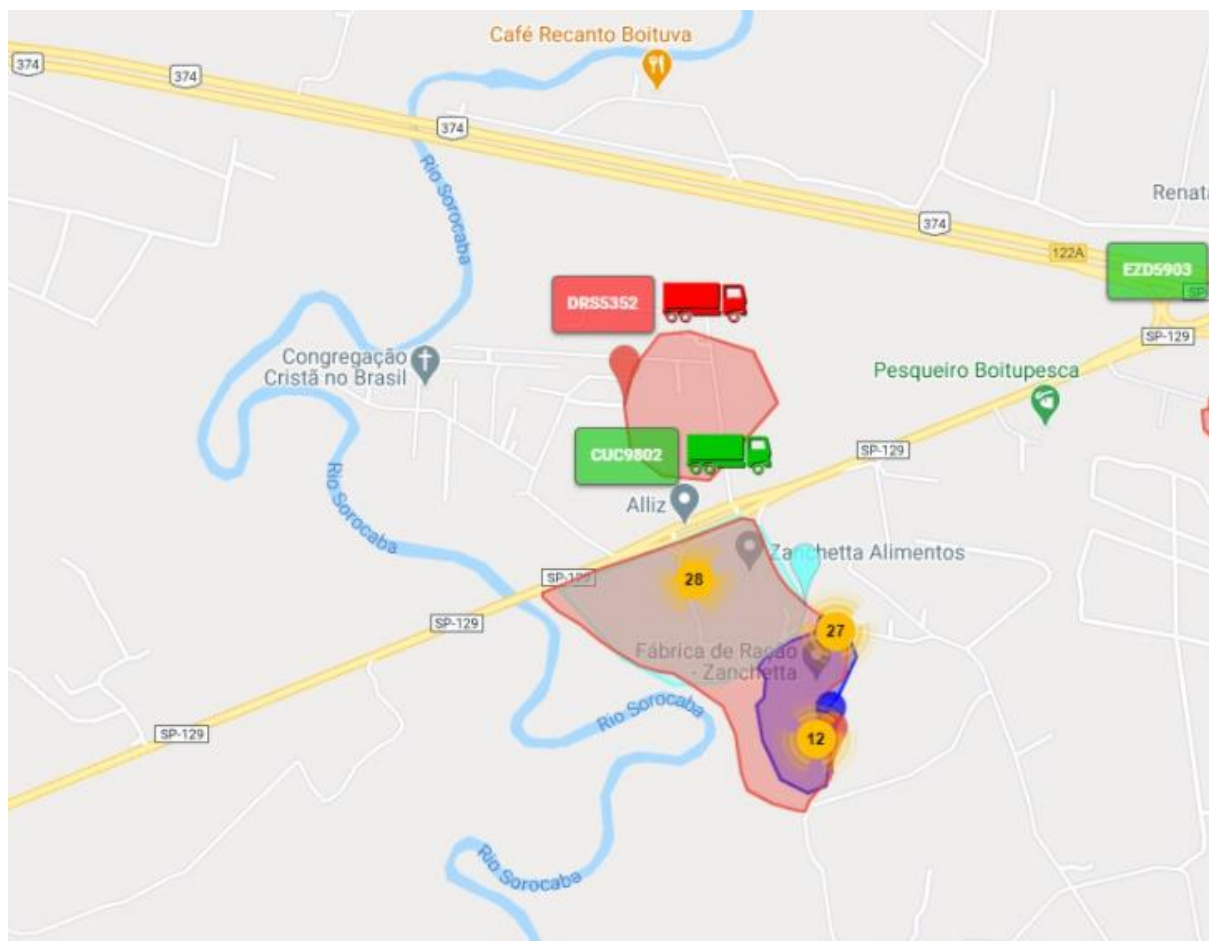 Café Recanto Boituva
374
374
374
Rio Sorocaba
374
122A
EZD5903
SP-129
DRS5352
Congregação
Cristã no Brasil
Pesqueiro Boitupesca
CUC9802
SP-129
Alliz
Rio Sorocaba
Zanchetta Alimentos
28
SP-129
27
Fábrica de Ração
- Zanchetta
Rio Sorocaba
12
SP-129
SP-129
Rio Sorocaba